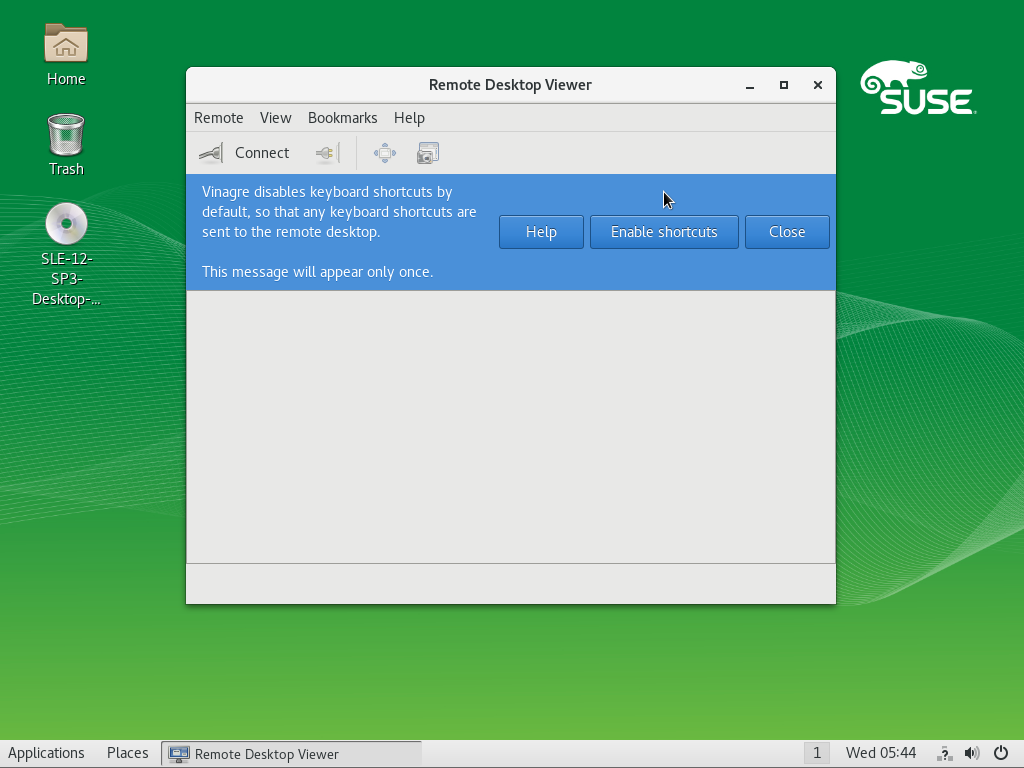 Home
Trash
SLE-12-
SP3-
Desktop-...
SUSE
Remote Desktop Viewer
Remote View Bookmarks Help
Connect
Vinagre disables keyboard shortcuts by
default, so that any keyboard shortcuts are
sent to the remote desktop.
This message will appear only once.
Help Enable shortcuts Close
Applications Places Remote Desktop Viewer 1 Wed 05:44